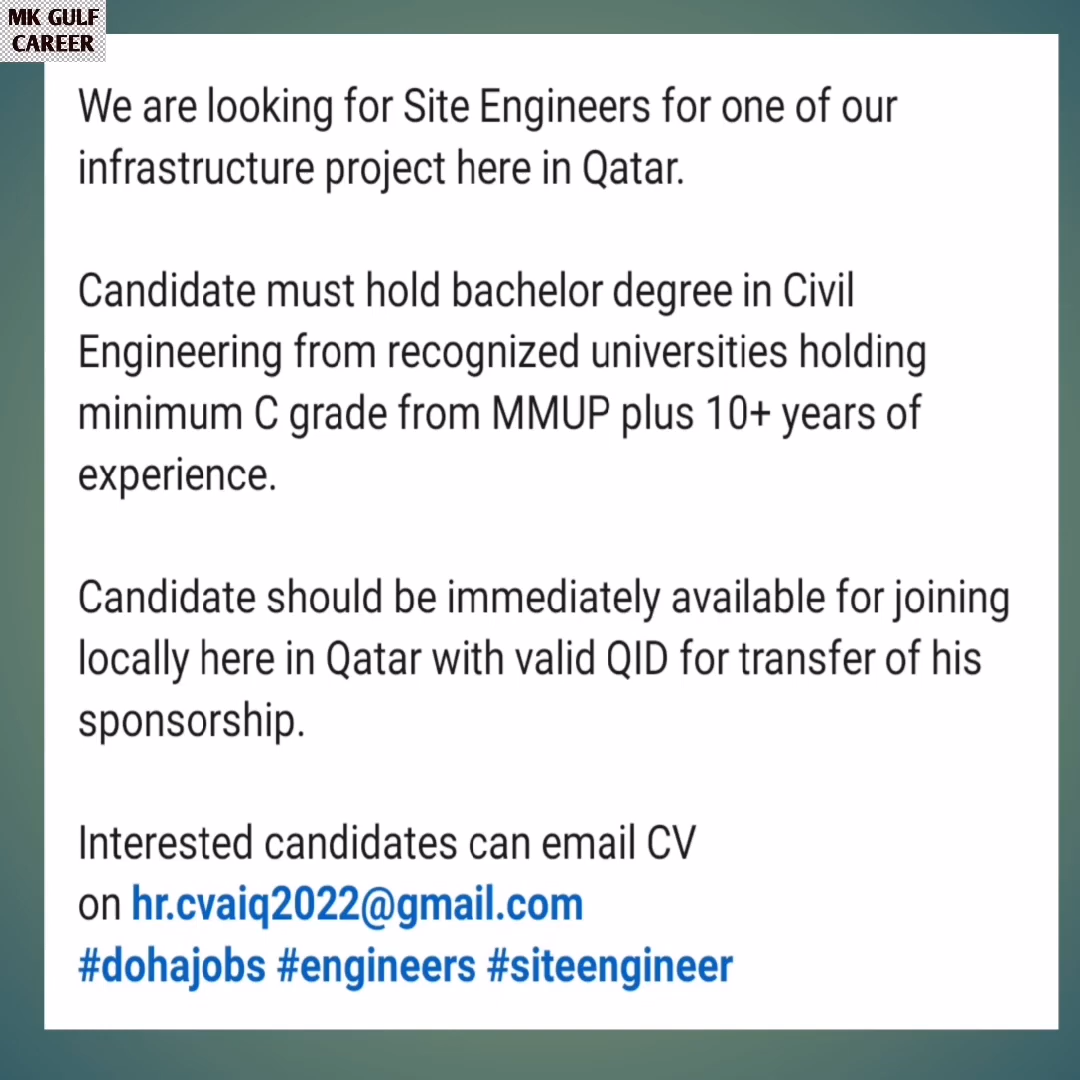 MK GULF
CAREER
We are looking for Site Engineers for one of our
infrastructure project here in Qatar.
Candidate must hold bachelor degree in Civil
Engineering from recognized universities holding
minimum C grade from MMUP plus 10+ years of
experience.
Candidate should be immediately available for joining
locally here in Qatar with valid QID for transfer of his
sponsorship.
Interested candidates can email CV
on hr.cvaiq2022@gmail.com
#dohajobs #engineers #siteengineer